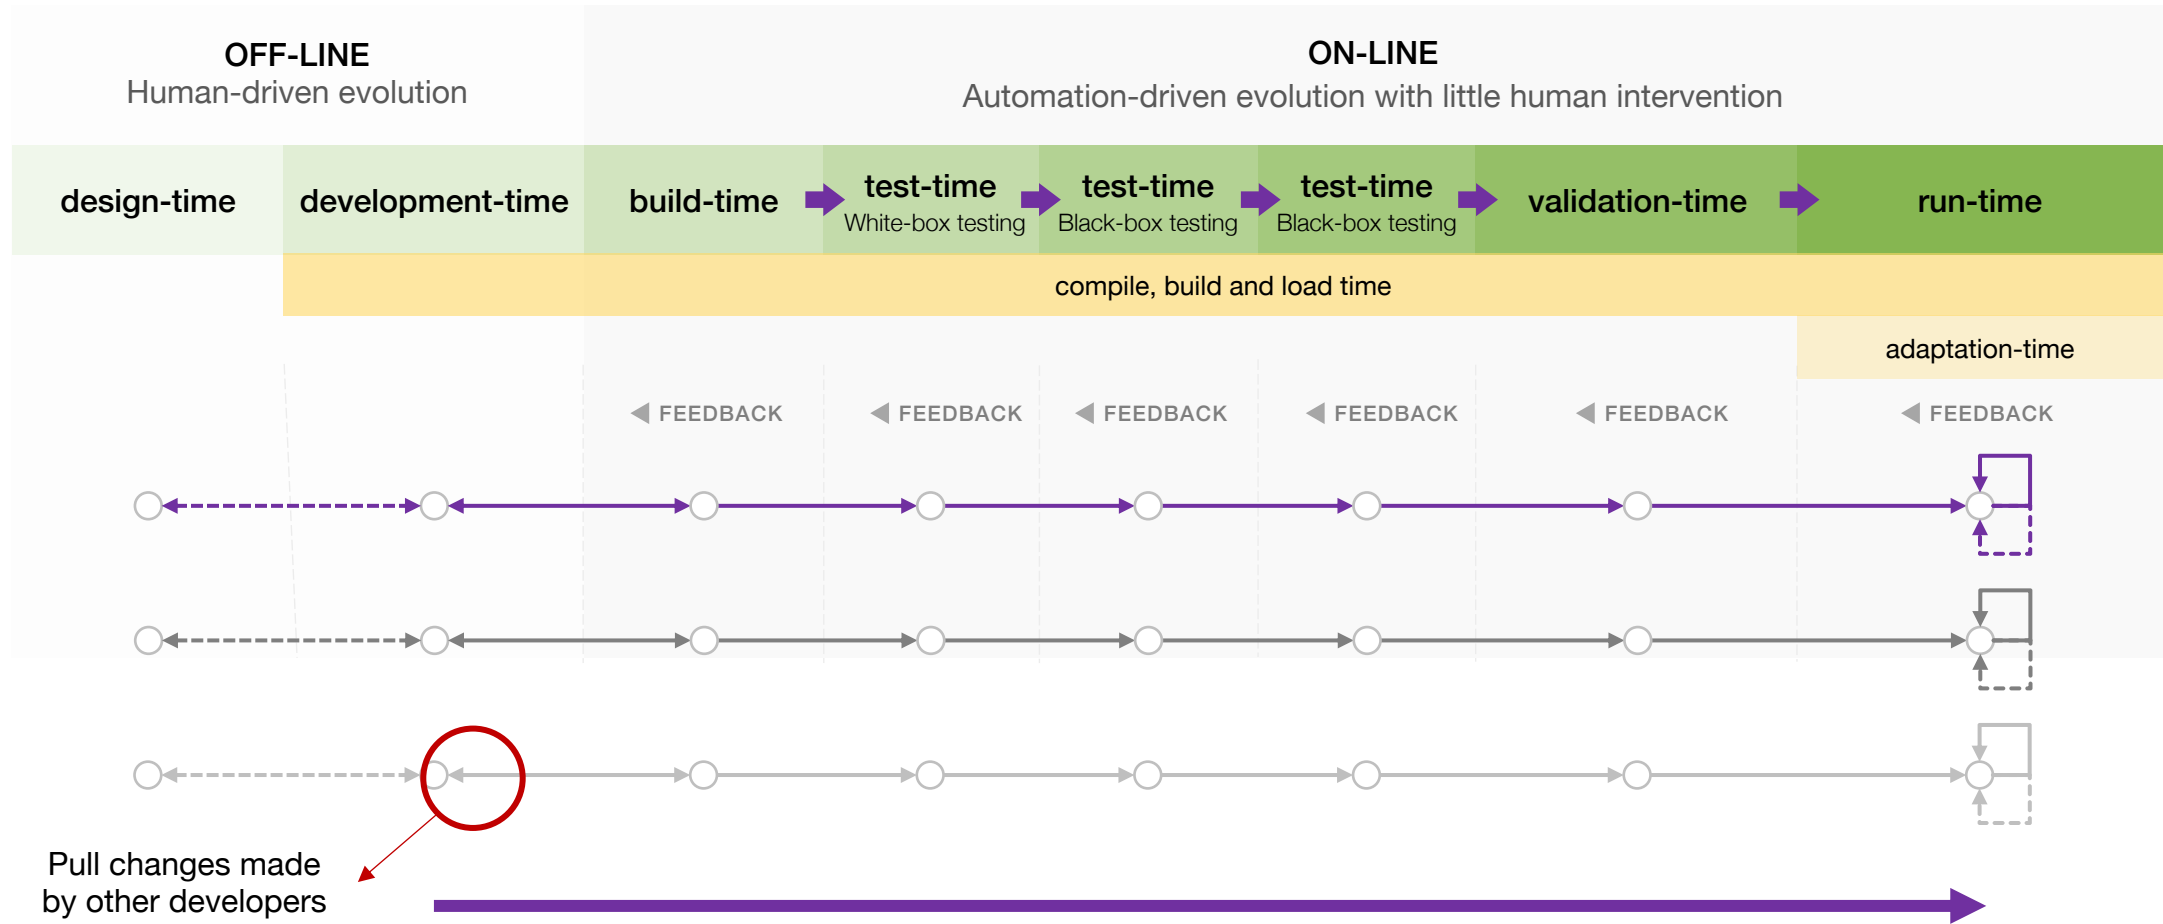 OFF-LINE
Human-driven evolution
ON-LINE
Automation-driven evolution with little human intervention
design-time
development-time
build-time
test-time
White-box testing
test-time
Black-box testing
test-time
Black-box testing
validation-time
run-time
compile, build and load time
adaptation-time
FEEDBACK
FEEDBACK
FEEDBACK
FEEDBACK
FEEDBACK
FEEDBACK
Pull changes made
by other developers